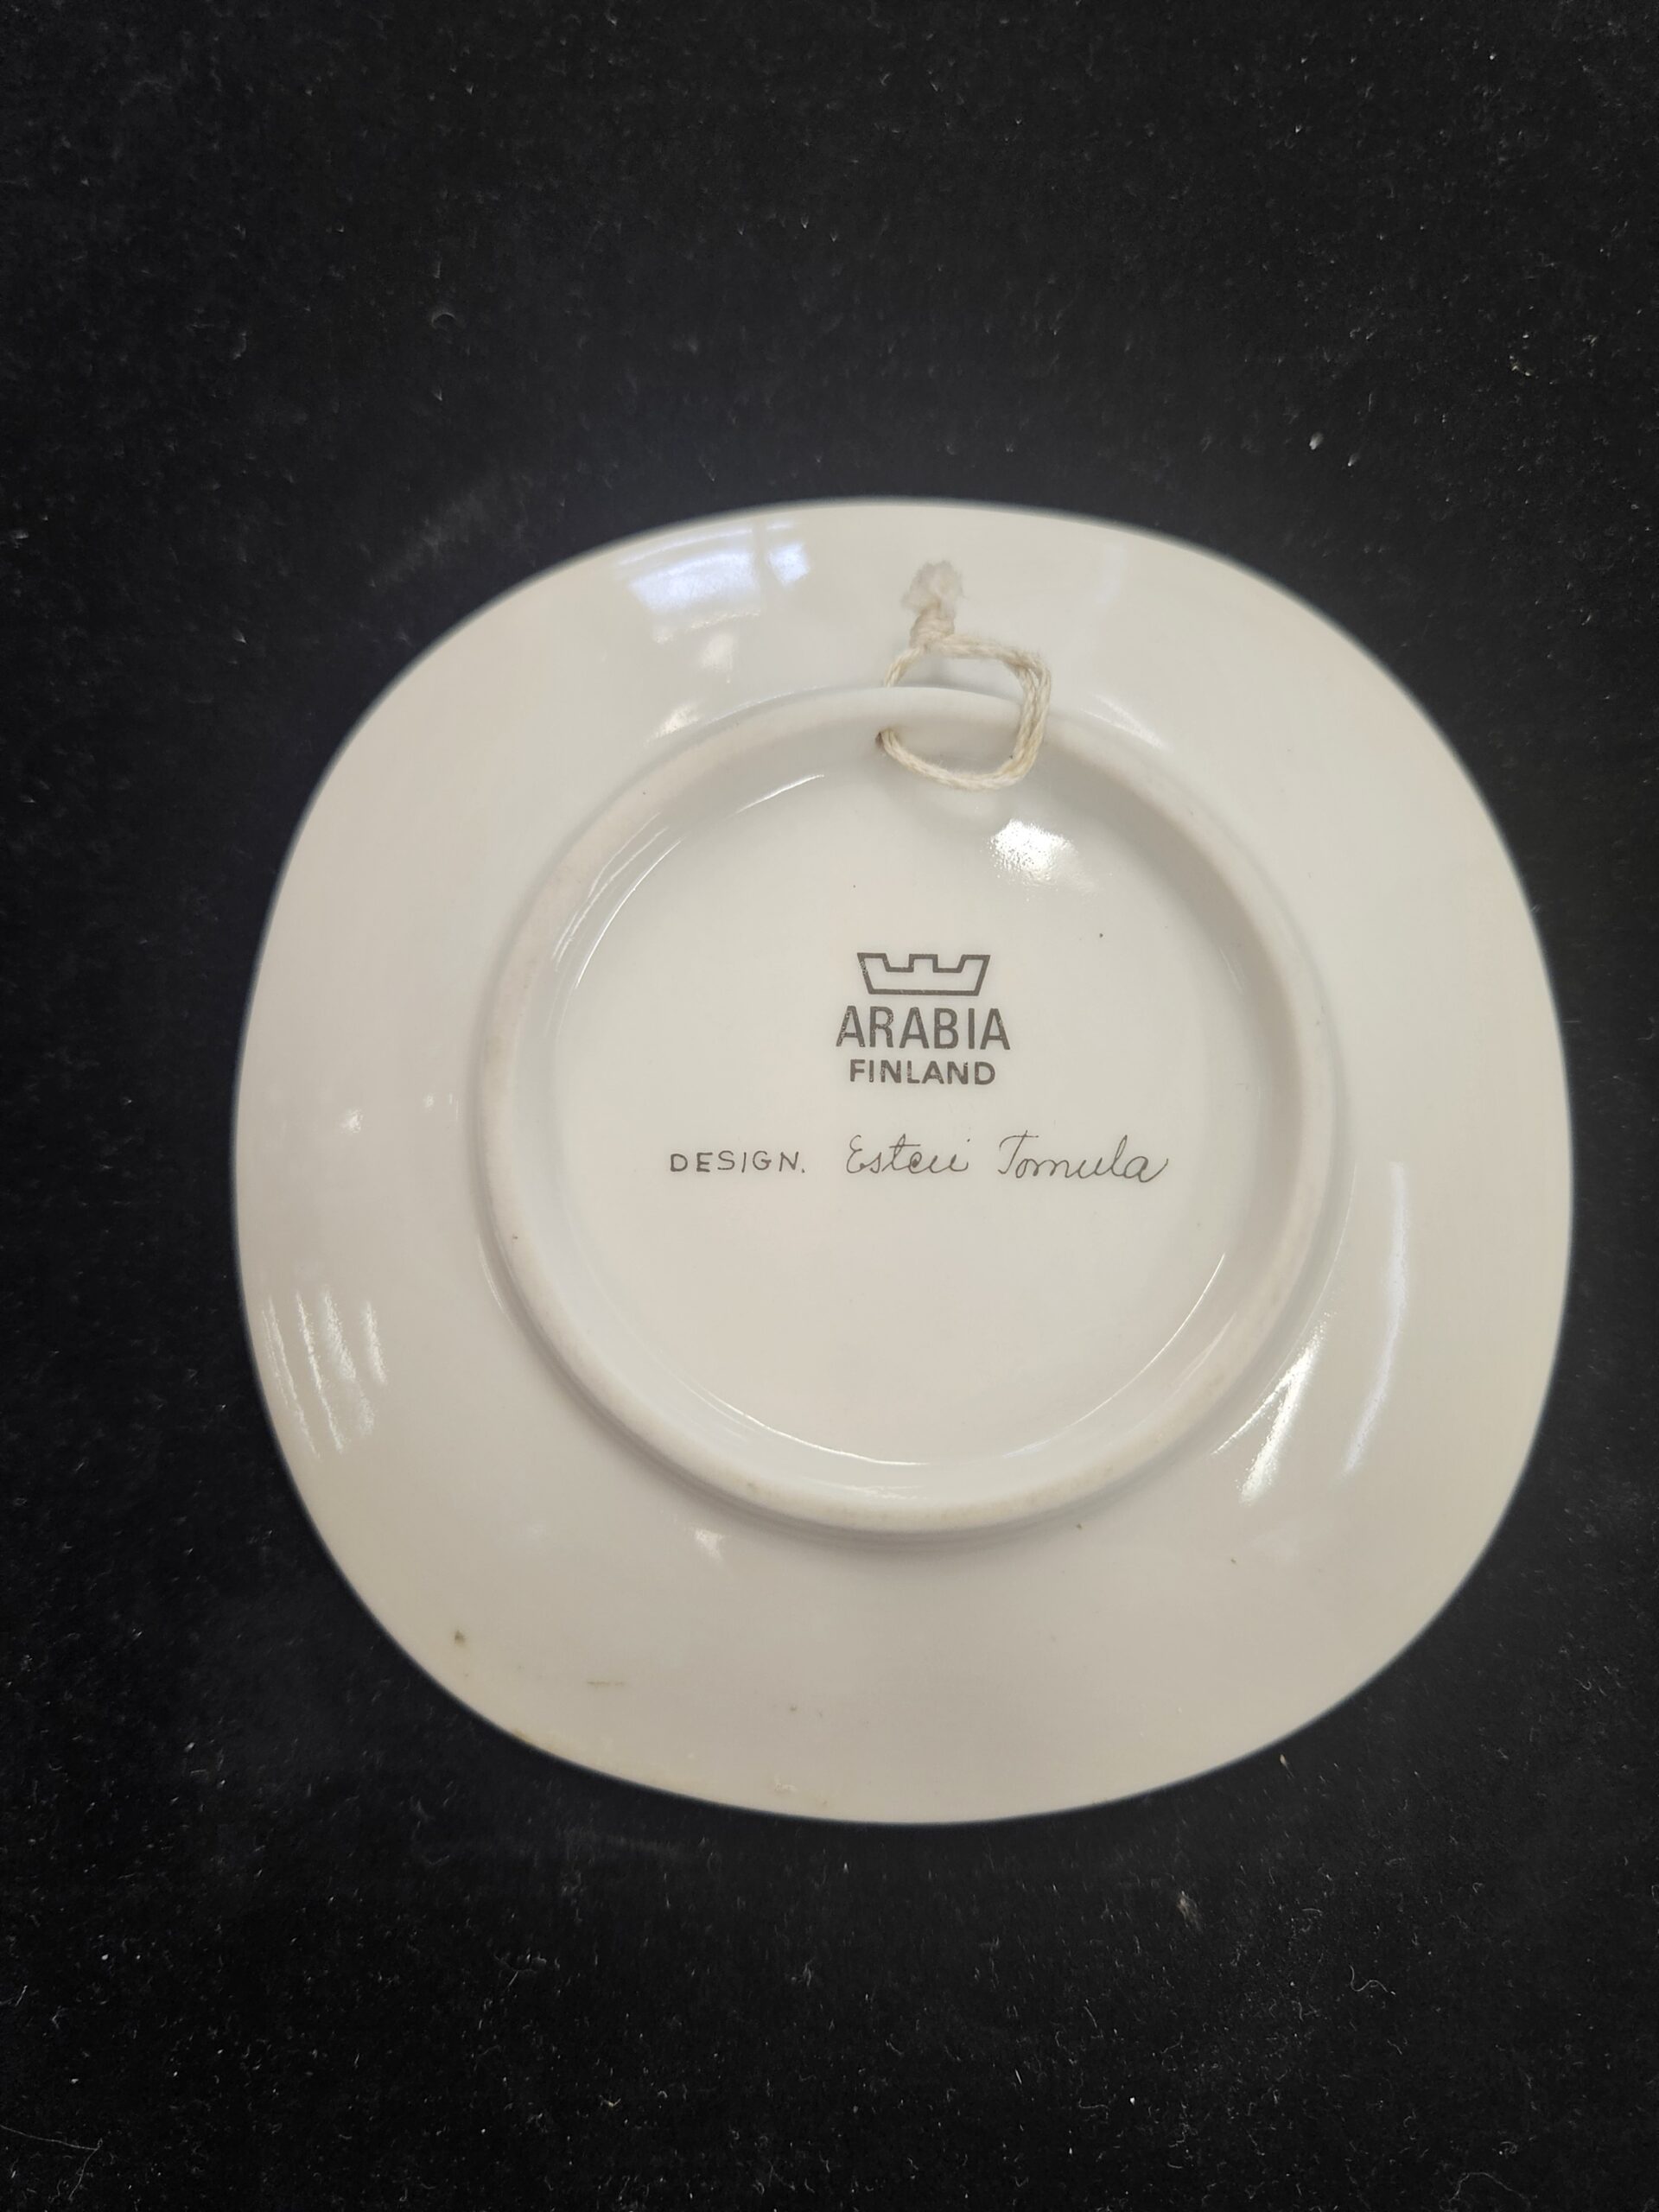 ARABIA
FINLAND
DESIGN. Esteri Tomula